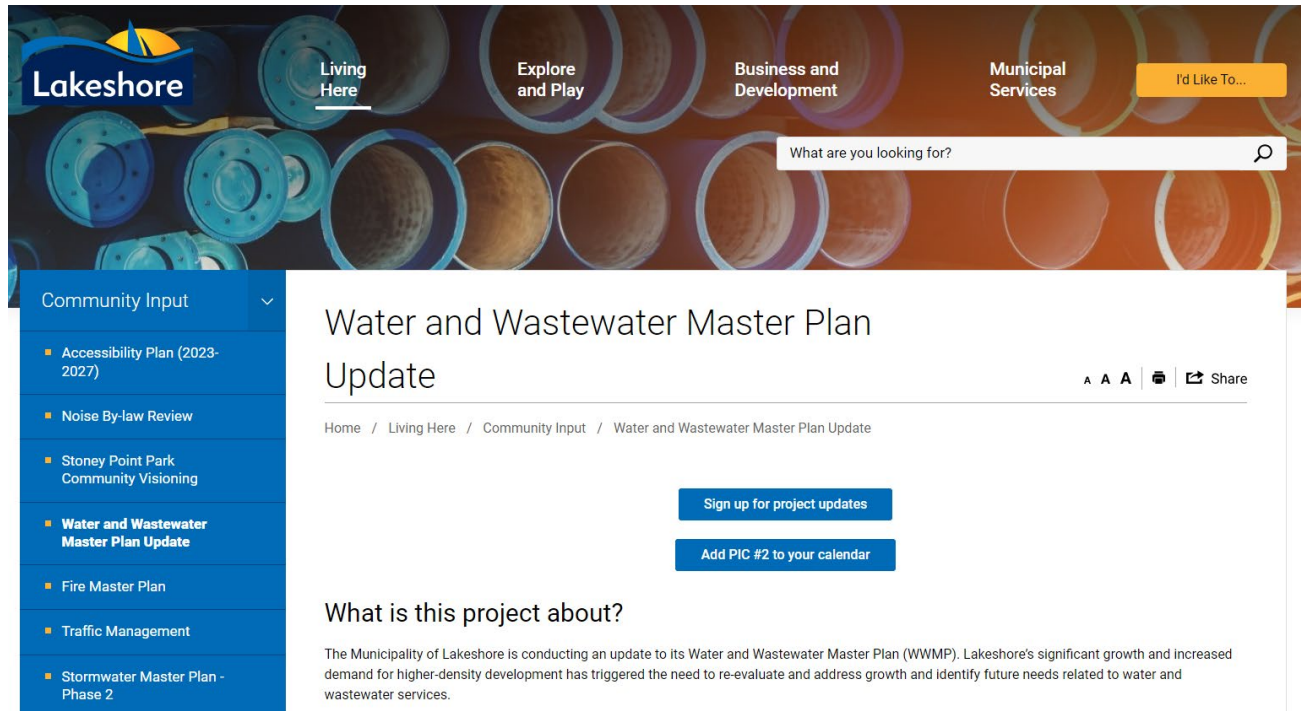 Lakeshore
Living
Here
Explore
and Play
Business and
Development
Municipal
Services
I'd Like To...
What are you looking for?
Community Input
Accessibility Plan (2023-
2027)
Noise By-law Review
Stoney Point Park
Community Visioning
Water and Wastewater
Master Plan Update
Fire Master Plan
Traffic Management
Stormwater Master Plan -
Phase 2
Water and Wastewater Master Plan
Update
A A A Share
Home / Living Here / Community Input / Water and Wastewater Master Plan Update
Sign up for project updates
Add PIC #2 to your calendar
What is this project about?
The Municipality of Lakeshore is conducting an update to its Water and Wastewater Master Plan (WWMP). Lakeshore's significant growth and increased
demand for higher-density development has triggered the need to re-evaluate and address growth and identify future needs related to water and
wastewater services.